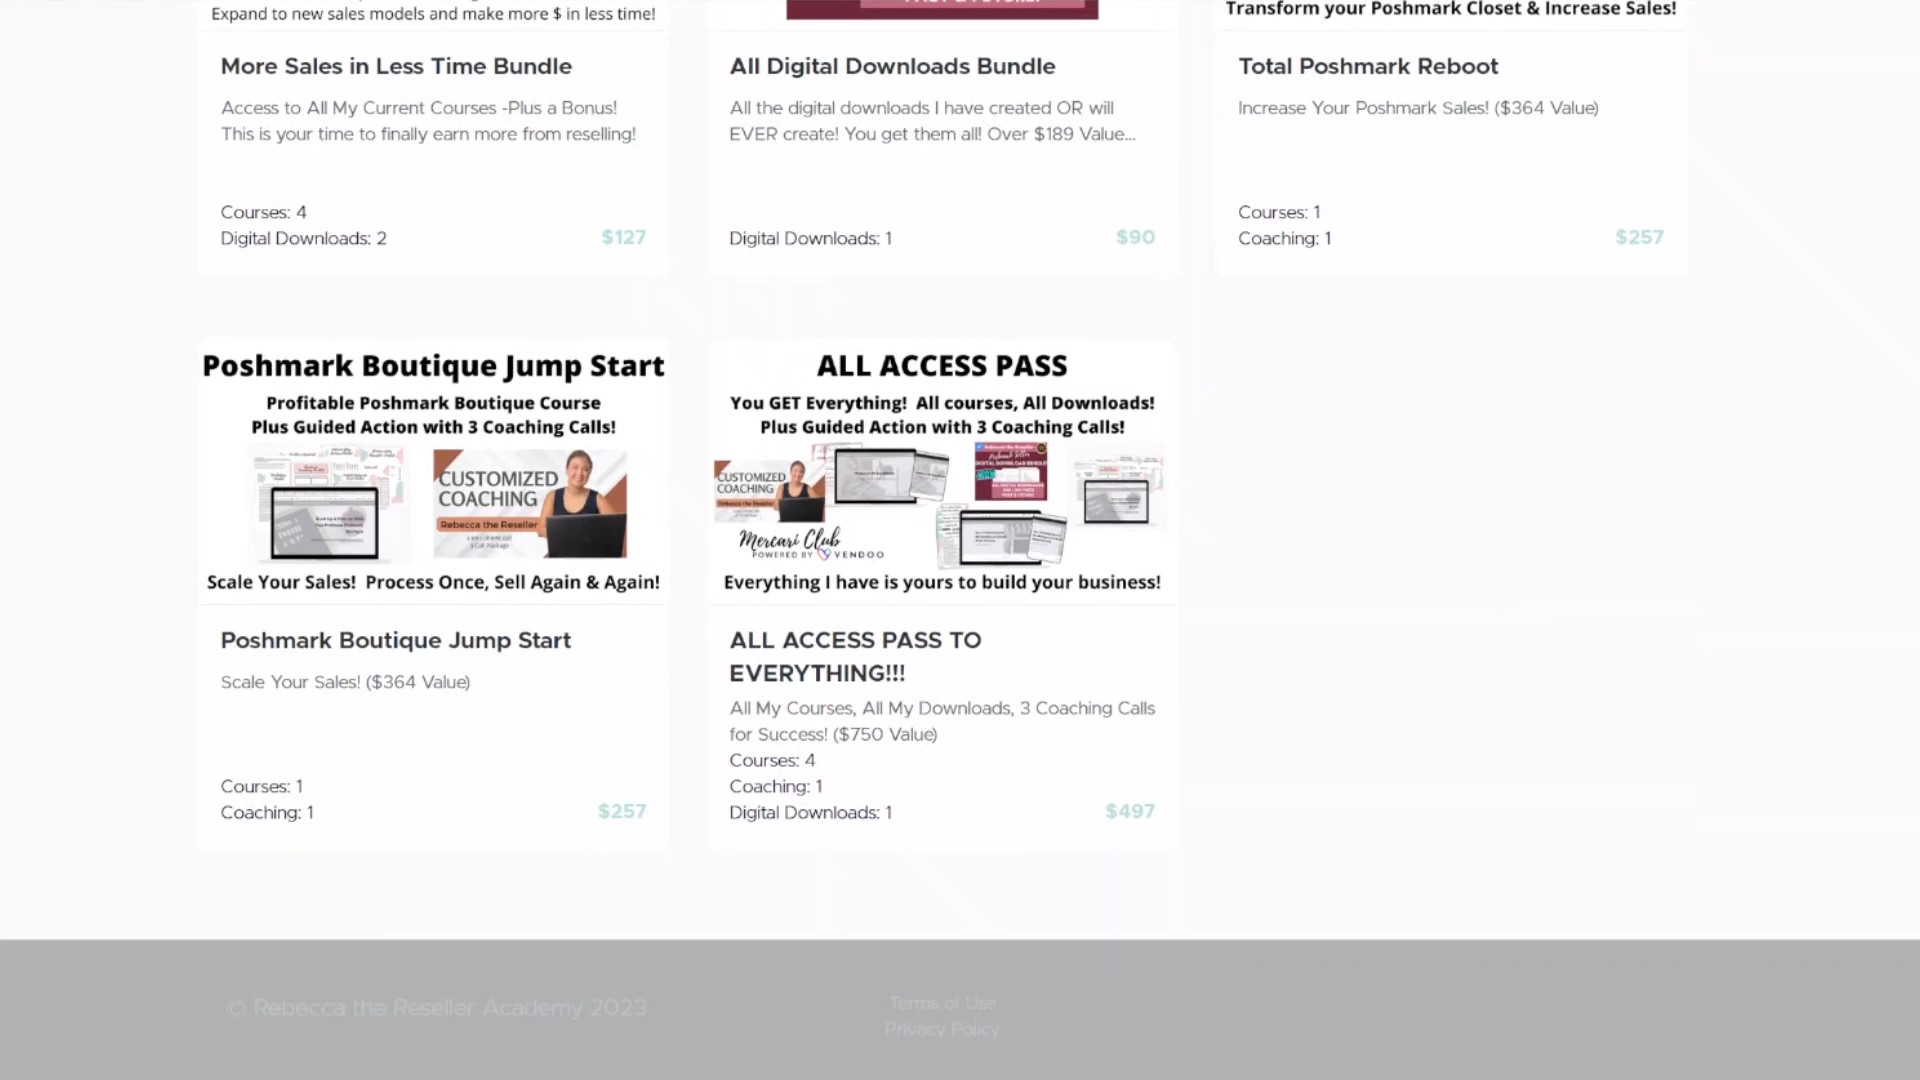 Expand to new sales models and make more $ in less time!
Transform your Poshmark Closet & Increase Sales!
More Sales in Less Time Bundle
Access to All My Current Courses -Plus a Bonus!
This is your time to finally earn more from reselling!
Courses: 4
Digital Downloads: 2
$127
All Digital Downloads Bundle
All the digital downloads I have created OR will
EVER create! You get them all! Over $189 Value...
Digital Downloads: 1
$90
Total Poshmark Reboot
Increase Your Poshmark Sales! ($364 Value)
Courses: 1
Coaching: 1
$257
Poshmark Boutique Jump Start
Profitable Poshmark Boutique Course
Plus Guided Action with 3 Coaching Calls!
CUSTOMIZED
COACHING
Rebecca the Reseller
Scale Your Sales! Process Once, Sell Again & Again!
Poshmark Boutique Jump Start
Scale Your Sales! ($364 Value)
Courses: 1
Coaching: 1
$257
ALL ACCESS PASS
You GET Everything! All courses, All Downloads!
Plus Guided Action with 3 Coaching Calls!
CUSTOMIZED
COACHING
Mercari Club
POWERED BY VENDOO
Everything I have is yours to build your business!
ALL ACCESS PASS TO
EVERYTHING!!!
All My Courses, All My Downloads, 3 Coaching Calls
for Success! ($750 Value)
Courses: 4
Coaching: 1
Digital Downloads: 1
$497
© Rebecca the Reseller Academy 2023
Terms of Use
Privacy Policy